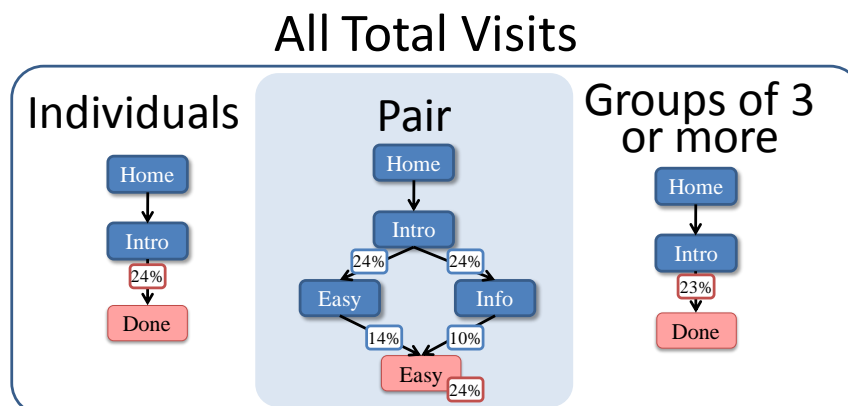 All Total Visits
Individuals
Home
Intro
24%
Done
Pair
Home
Intro
24%
24%
Easy
Info
14%
10%
Easy
24%
Groups of 3
or more
Home
Intro
23%
Done